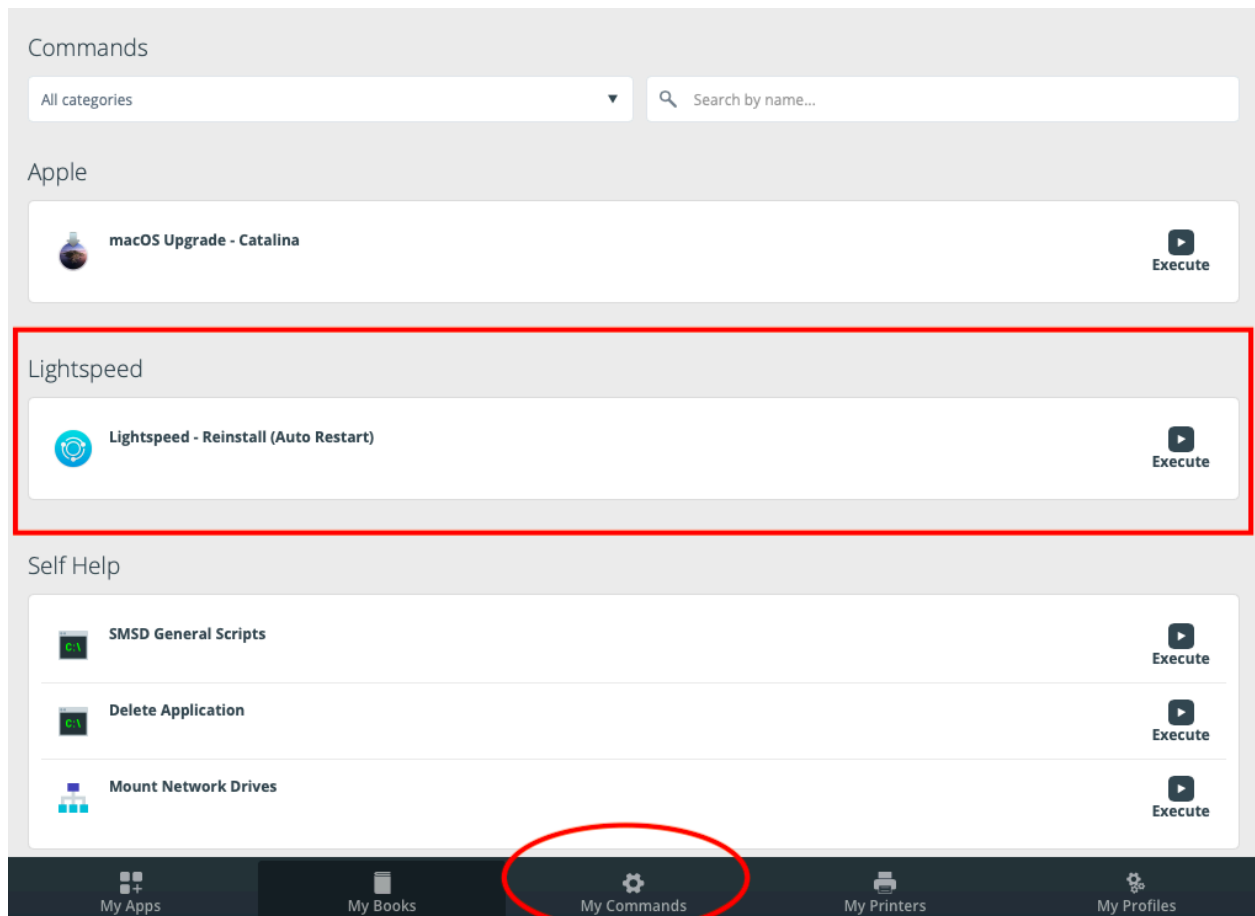 Commands
All categories
Search by name...
Apple
macOS Upgrade - Catalina
Execute
Lightspeed
Lightspeed - Reinstall (Auto Restart)
Execute
Self Help
C:\
SMSD General Scripts
Execute
C:\
Delete Application
Execute
Mount Network Drives
Execute
My Apps
My Books
My Commands
My Printers
My Profiles